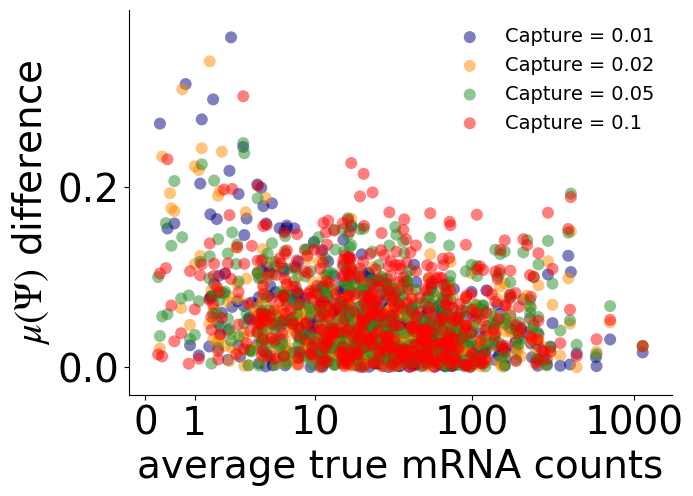 Capture = 0.01
Capture = 0.02
Capture = 0.05
Capture = 0.1
μ(Ψ) difference
0.2
0.0
0 1 10 100 1000
average true mRNA counts